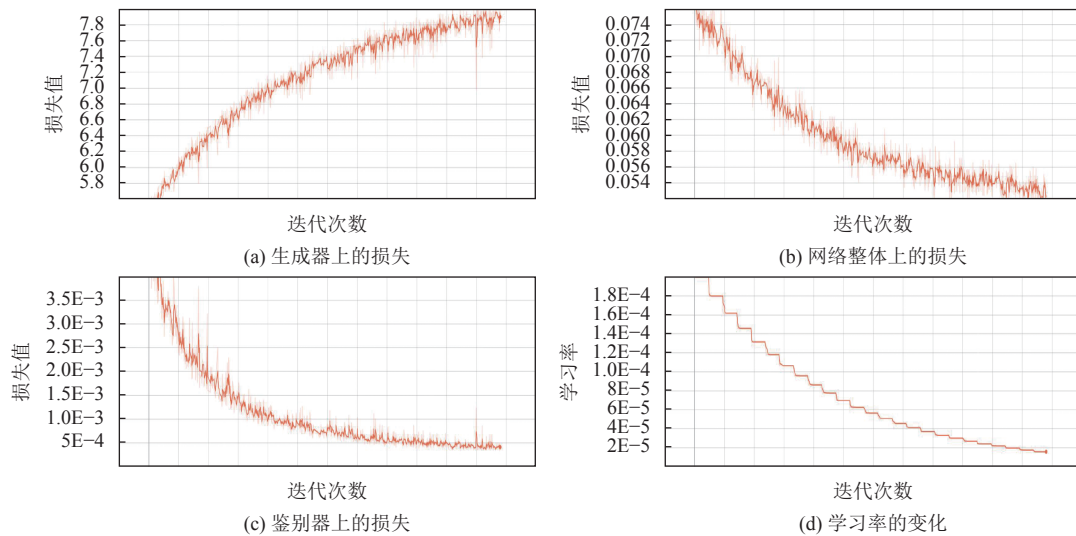 7.8
7.6
7.4
7.2
7.0
6.8
6.6
6.4
6.2
6.0
5.8
损失值
迭代次数
(a) 生成器上的损失
0.074
0.072
0.070
0.068
0.066
0.064
0.062
0.060
0.058
0.056
0.054
损失值
迭代次数
(b) 网络整体上的损失
3.5E−3
3.0E−3
2.5E−3
2.0E−3
1.5E−3
1.0E−3
5E−4
损失值
迭代次数
(c) 鉴别器上的损失
1.8E−4
1.6E−4
1.4E−4
1.2E−4
1.0E−4
8E−5
6E−5
4E−5
2E−5
学习率
迭代次数
(d) 学习率的变化